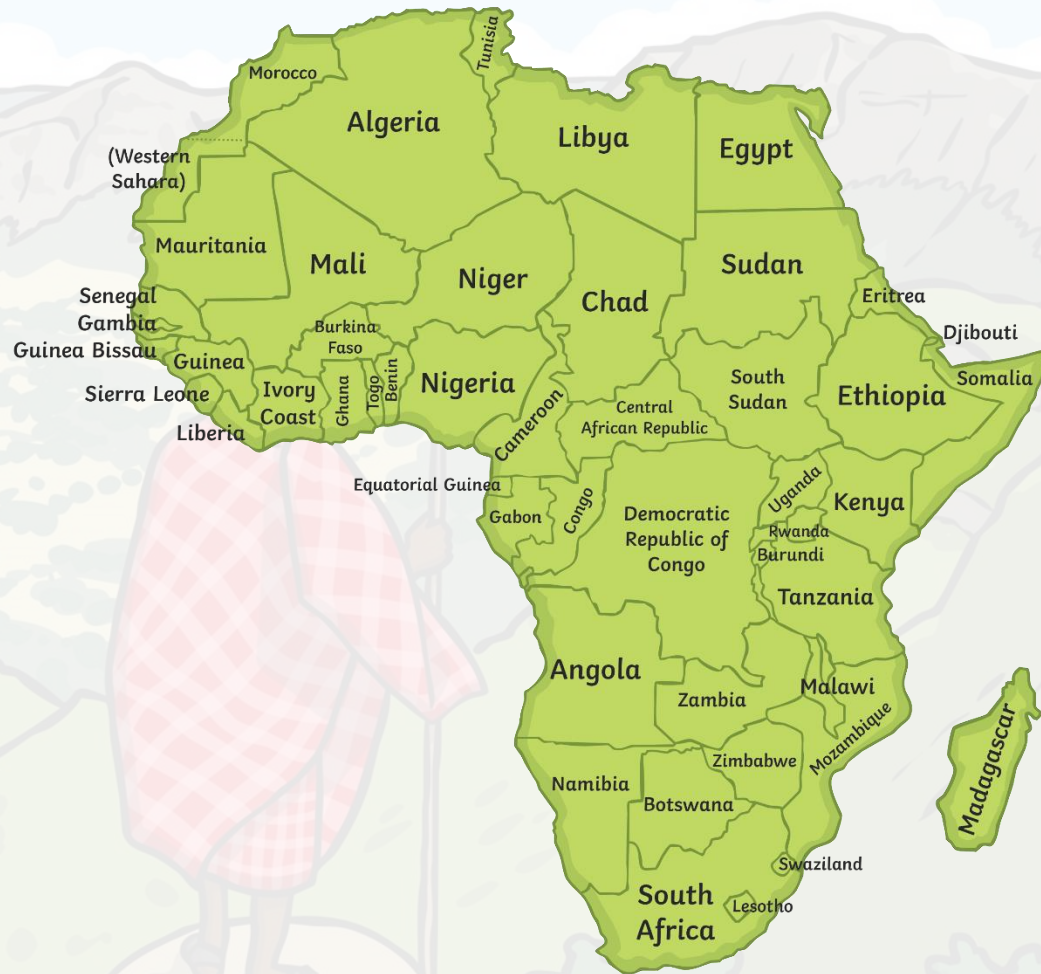 Tunisia
Morocco
Algeria
Libya
Egypt
(Western
Sahara)
Mauritania
Mali
Niger
Chad
Sudan
Eritrea
Senegal
Gambia
Djibouti
Guinea Bissau
Guinea
Burkina
Faso
Nigeria
Somalia
Sierra Leone
Ivory
Coast
Ghana
Togo
Benin
South
Sudan
Ethiopia
Liberia
Cameroon
Central
African Republic
Equatorial Guinea
Gabon
Congo
Democratic
Republic of
Congo
Uganda
Kenya
Rwanda
Burundi
Tanzania
Angola
Zambia
Malawi
Mozambique
Madagascar
Namibia
Zimbabwe
Botswana
Swaziland
South
Africa
Lesotho